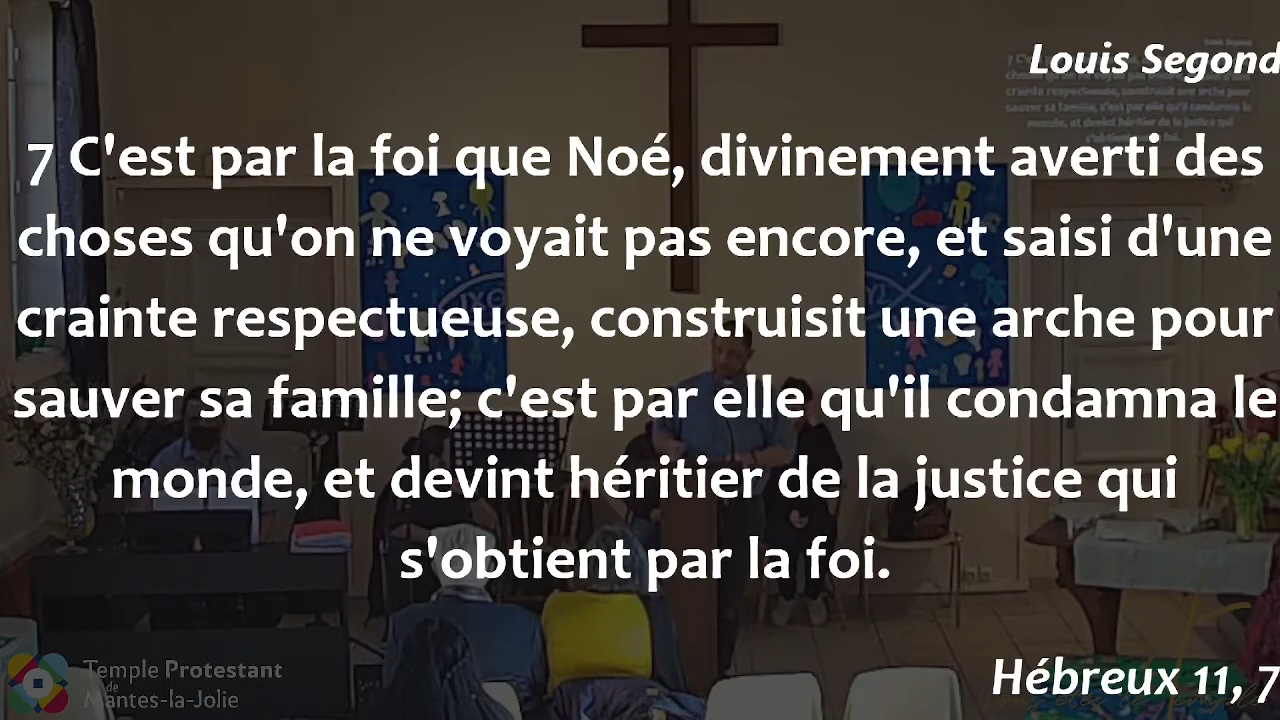 Louis Segond
7 C'est par la foi que Noé, divinement averti des
choses qu'on ne voyait pas encore, et saisi d'une
crainte respectueuse, construisit une arche pour
sauver sa famille; c'est par elle qu'il condamna le
monde, et devint héritier de la justice qui
s'obtient par la foi.
Temple Protestant
de
Mantes-la-Jolie
Hébreux 11, 7